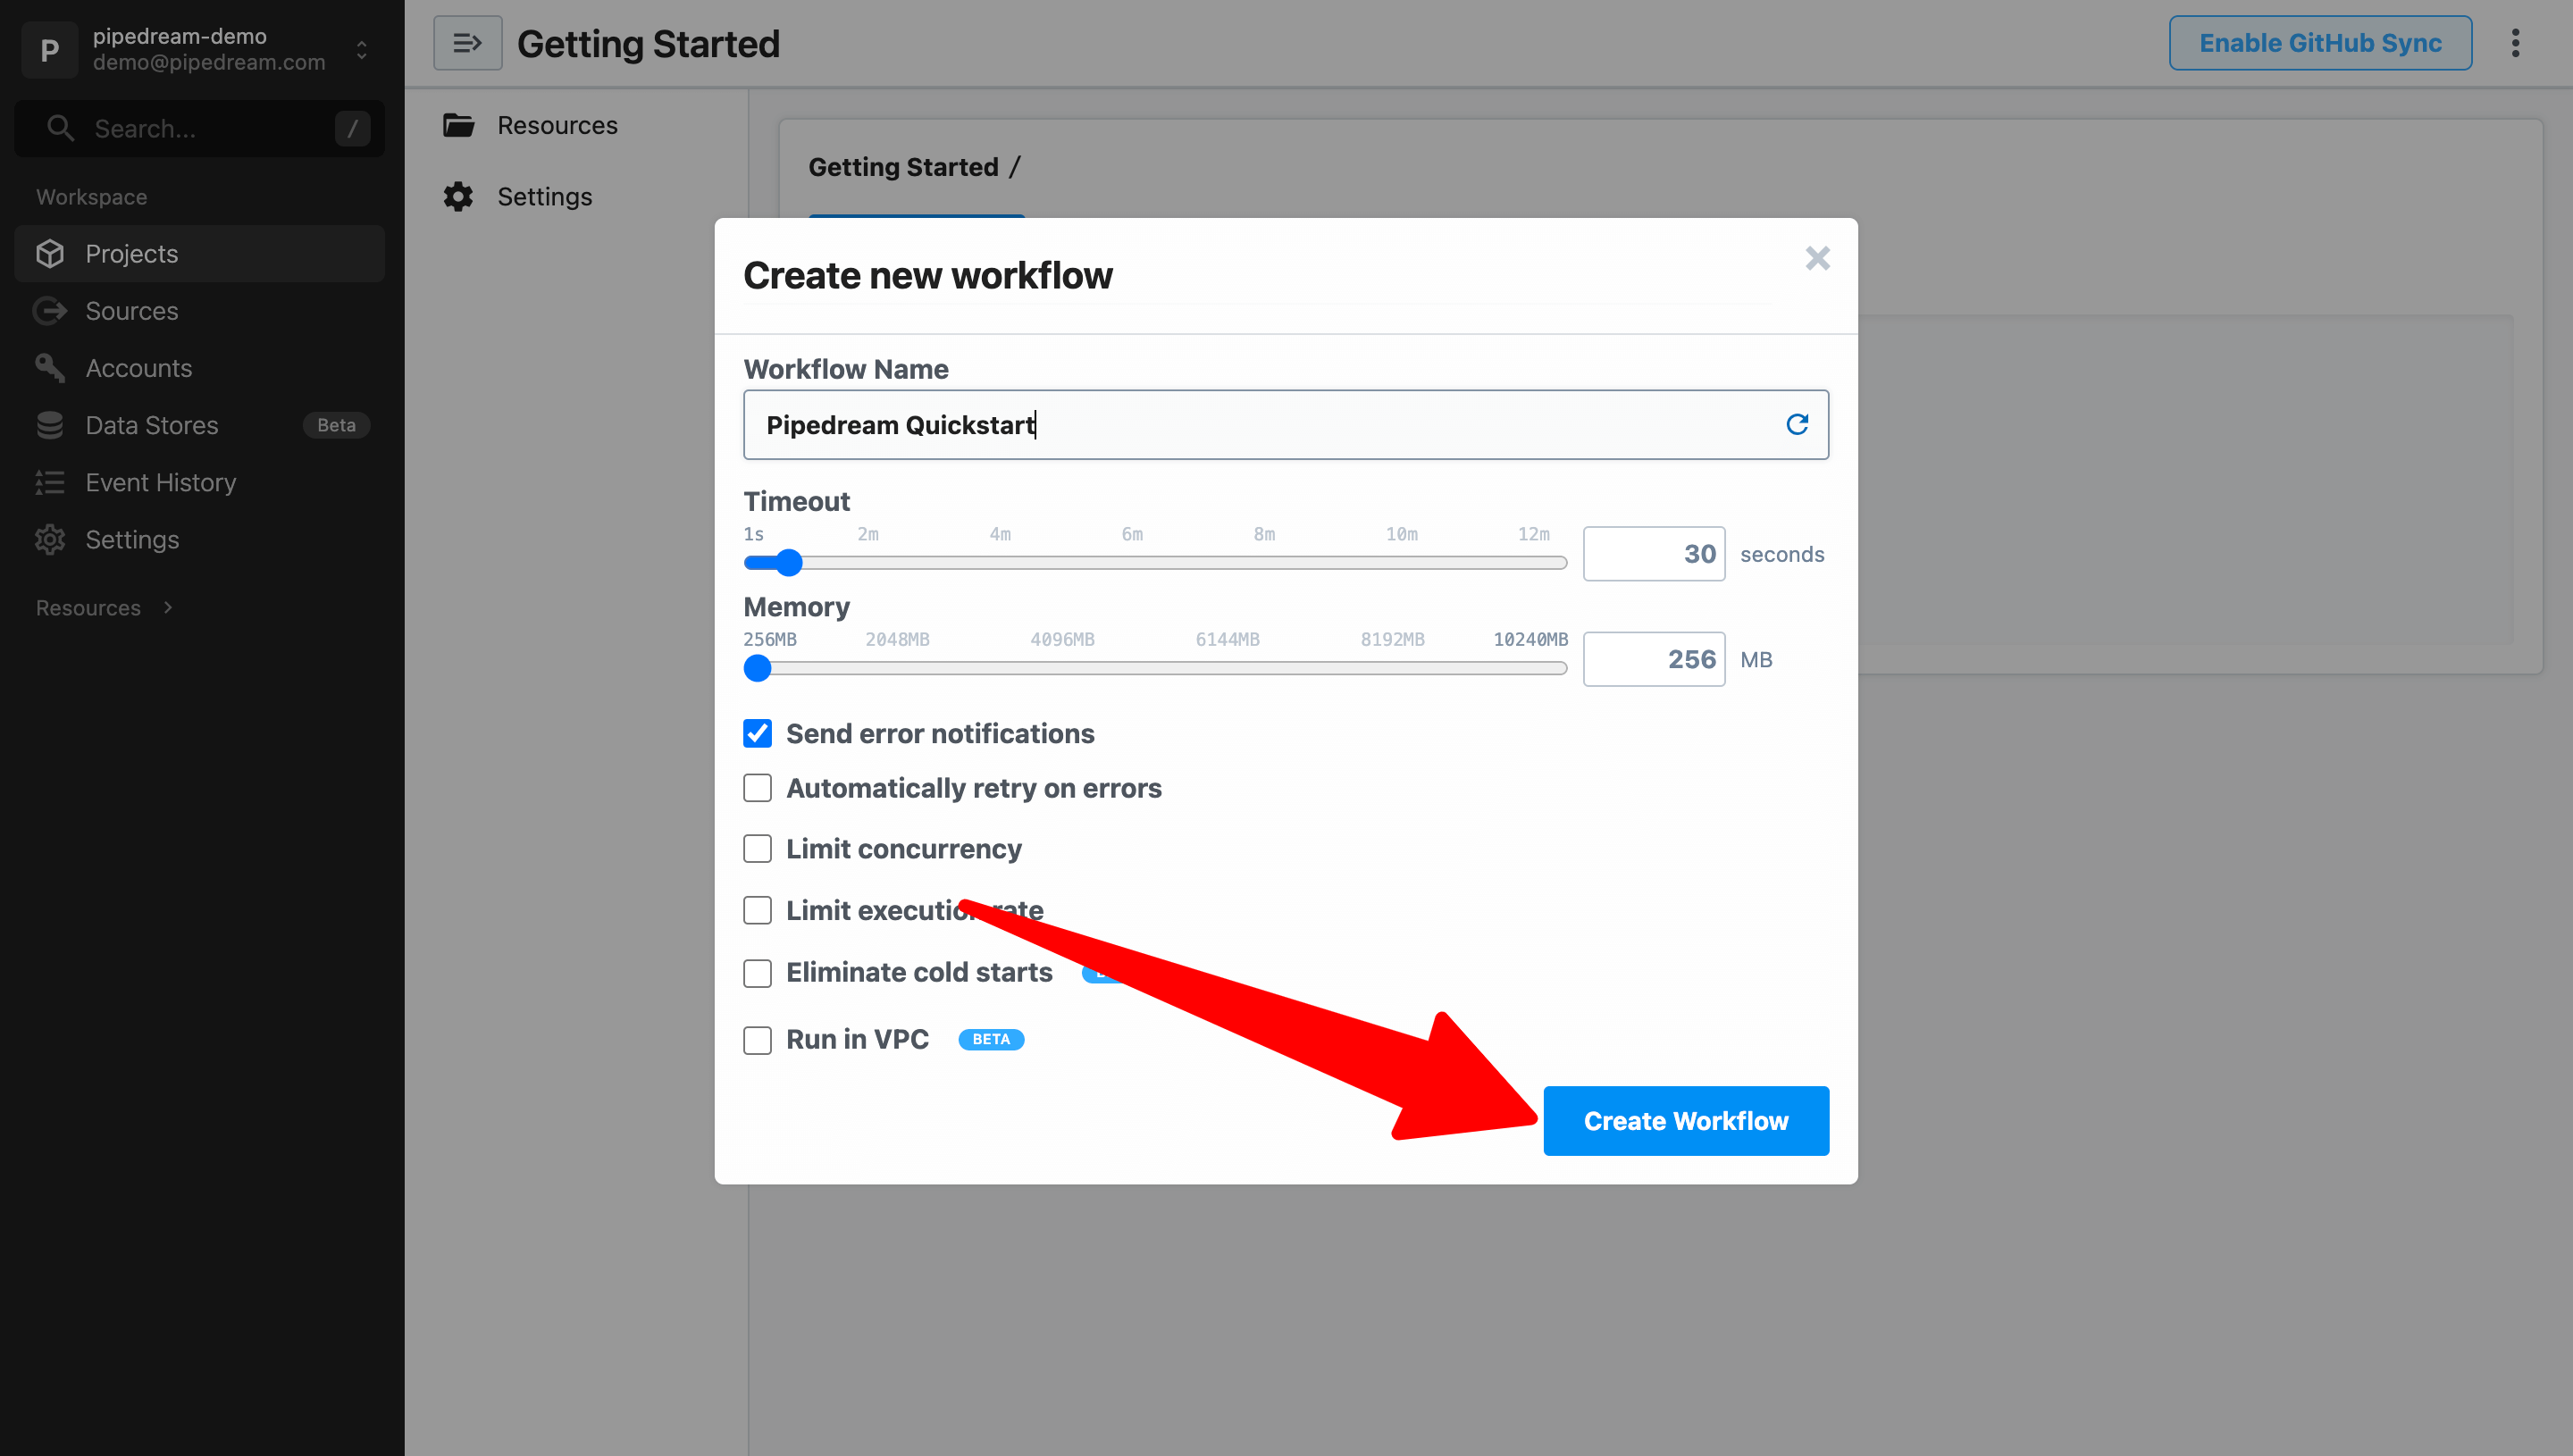 P
pipedream-demo
demo@pipedream.com
Search...
/
Workspace
Projects
Sources
Accounts
Data Stores
Beta
Event History
Settings
Resources
Getting Started
Enable GitHub Sync
Resources
Settings
Getting Started /
Create new workflow
Workflow Name
Pipedream Quickstart
Timeout
1s 2m 4m 6m 8m 10m 12m
30 seconds
Memory
256MB 2048MB 4096MB 6144MB 8192MB 10240MB
256 MB
Send error notifications
Automatically retry on errors
Limit concurrency
Limit execution rate
Eliminate cold starts
Run in VPC BETA
Create Workflow